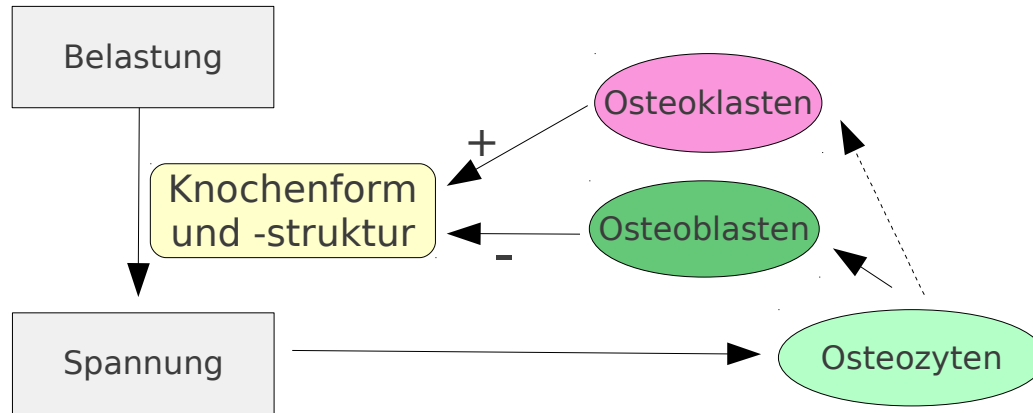 Belastung
Osteoklasten
+
Knochenform
und -struktur
Osteoblasten
-
Spannung
Osteozyten